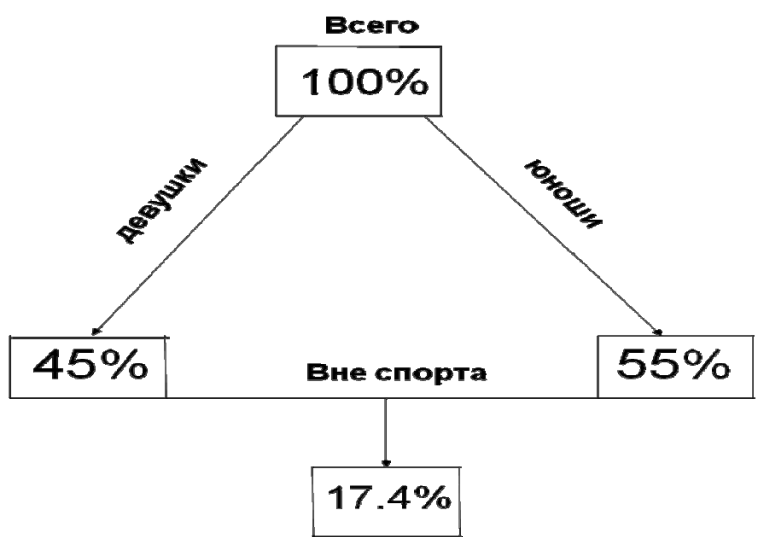 Всего
100%
девушки
юноши
45%
Вне спорта
55%
17.4%